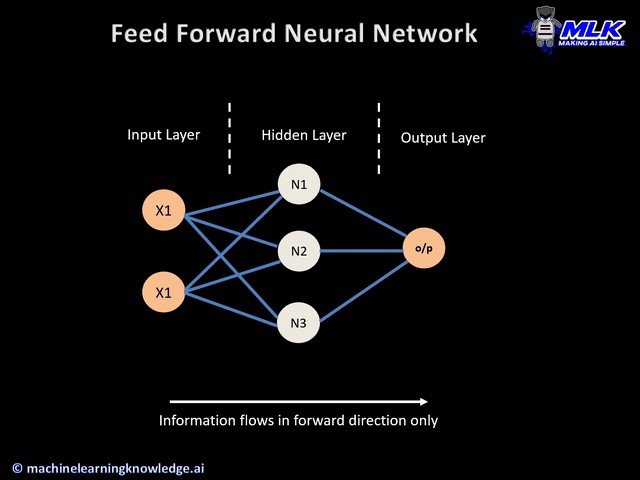 Feed Forward Neural Network
MLK
MAKING AI SIMPLE
Input Layer
Hidden Layer
Output Layer
N1
X1
N2
o/p
X1
N3
Information flows in forward direction only
© machinelearningknowledge.ai